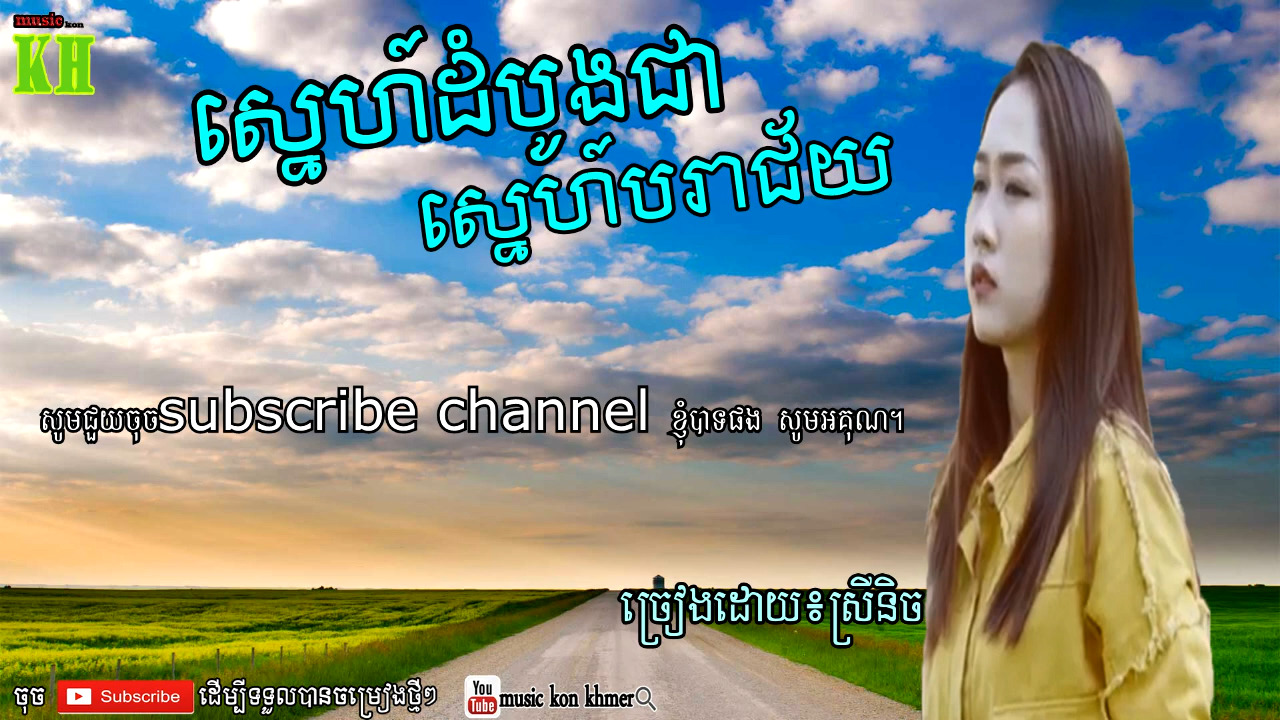 music kon
KH
ស្នេហ៍ដំបូងជា
ស្នេហ៍បរាជ័យ
សូមជួយចុចsubscribe channel ខ្ញុំបាទផង សូមអគុណ។
ច្រៀងដោយ៖ស្រីនិច
ចុច Subscribe ដើម្បីទទួលបានចម្រៀងថ្មីៗ You Tube music kon khmer